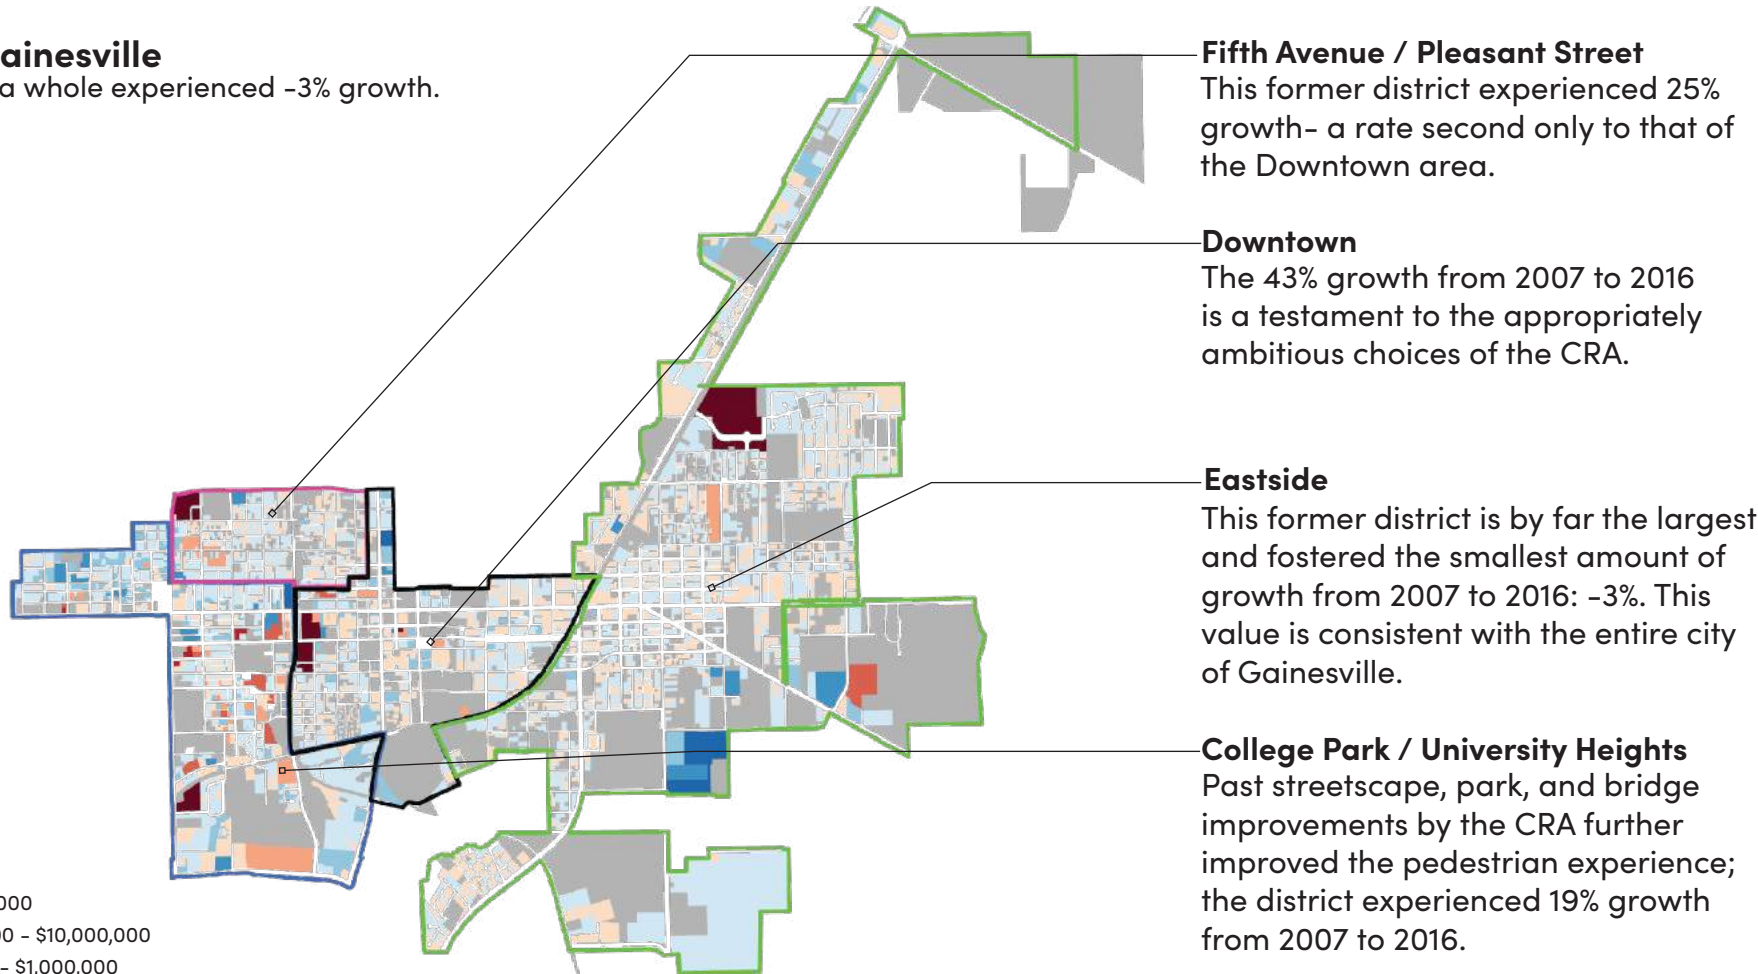 ainesville
a whole experienced -3% growth.
Fifth Avenue / Pleasant Street
This former district experienced 25%
growth- a rate second only to that of
the Downtown area.
Downtown
The 43% growth from 2007 to 2016
is a testament to the appropriately
ambitious choices of the CRA.
Eastside
This former district is by far the largest
and fostered the smallest amount of
growth from 2007 to 2016: -3%. This
value is consistent with the entire city
of Gainesville.
College Park / University Heights
Past streetscape, park, and bridge
improvements by the CRA further
improved the pedestrian experience;
the district experienced 19% growth
from 2007 to 2016.
000
00 - $10,000,000
- $1,000,000